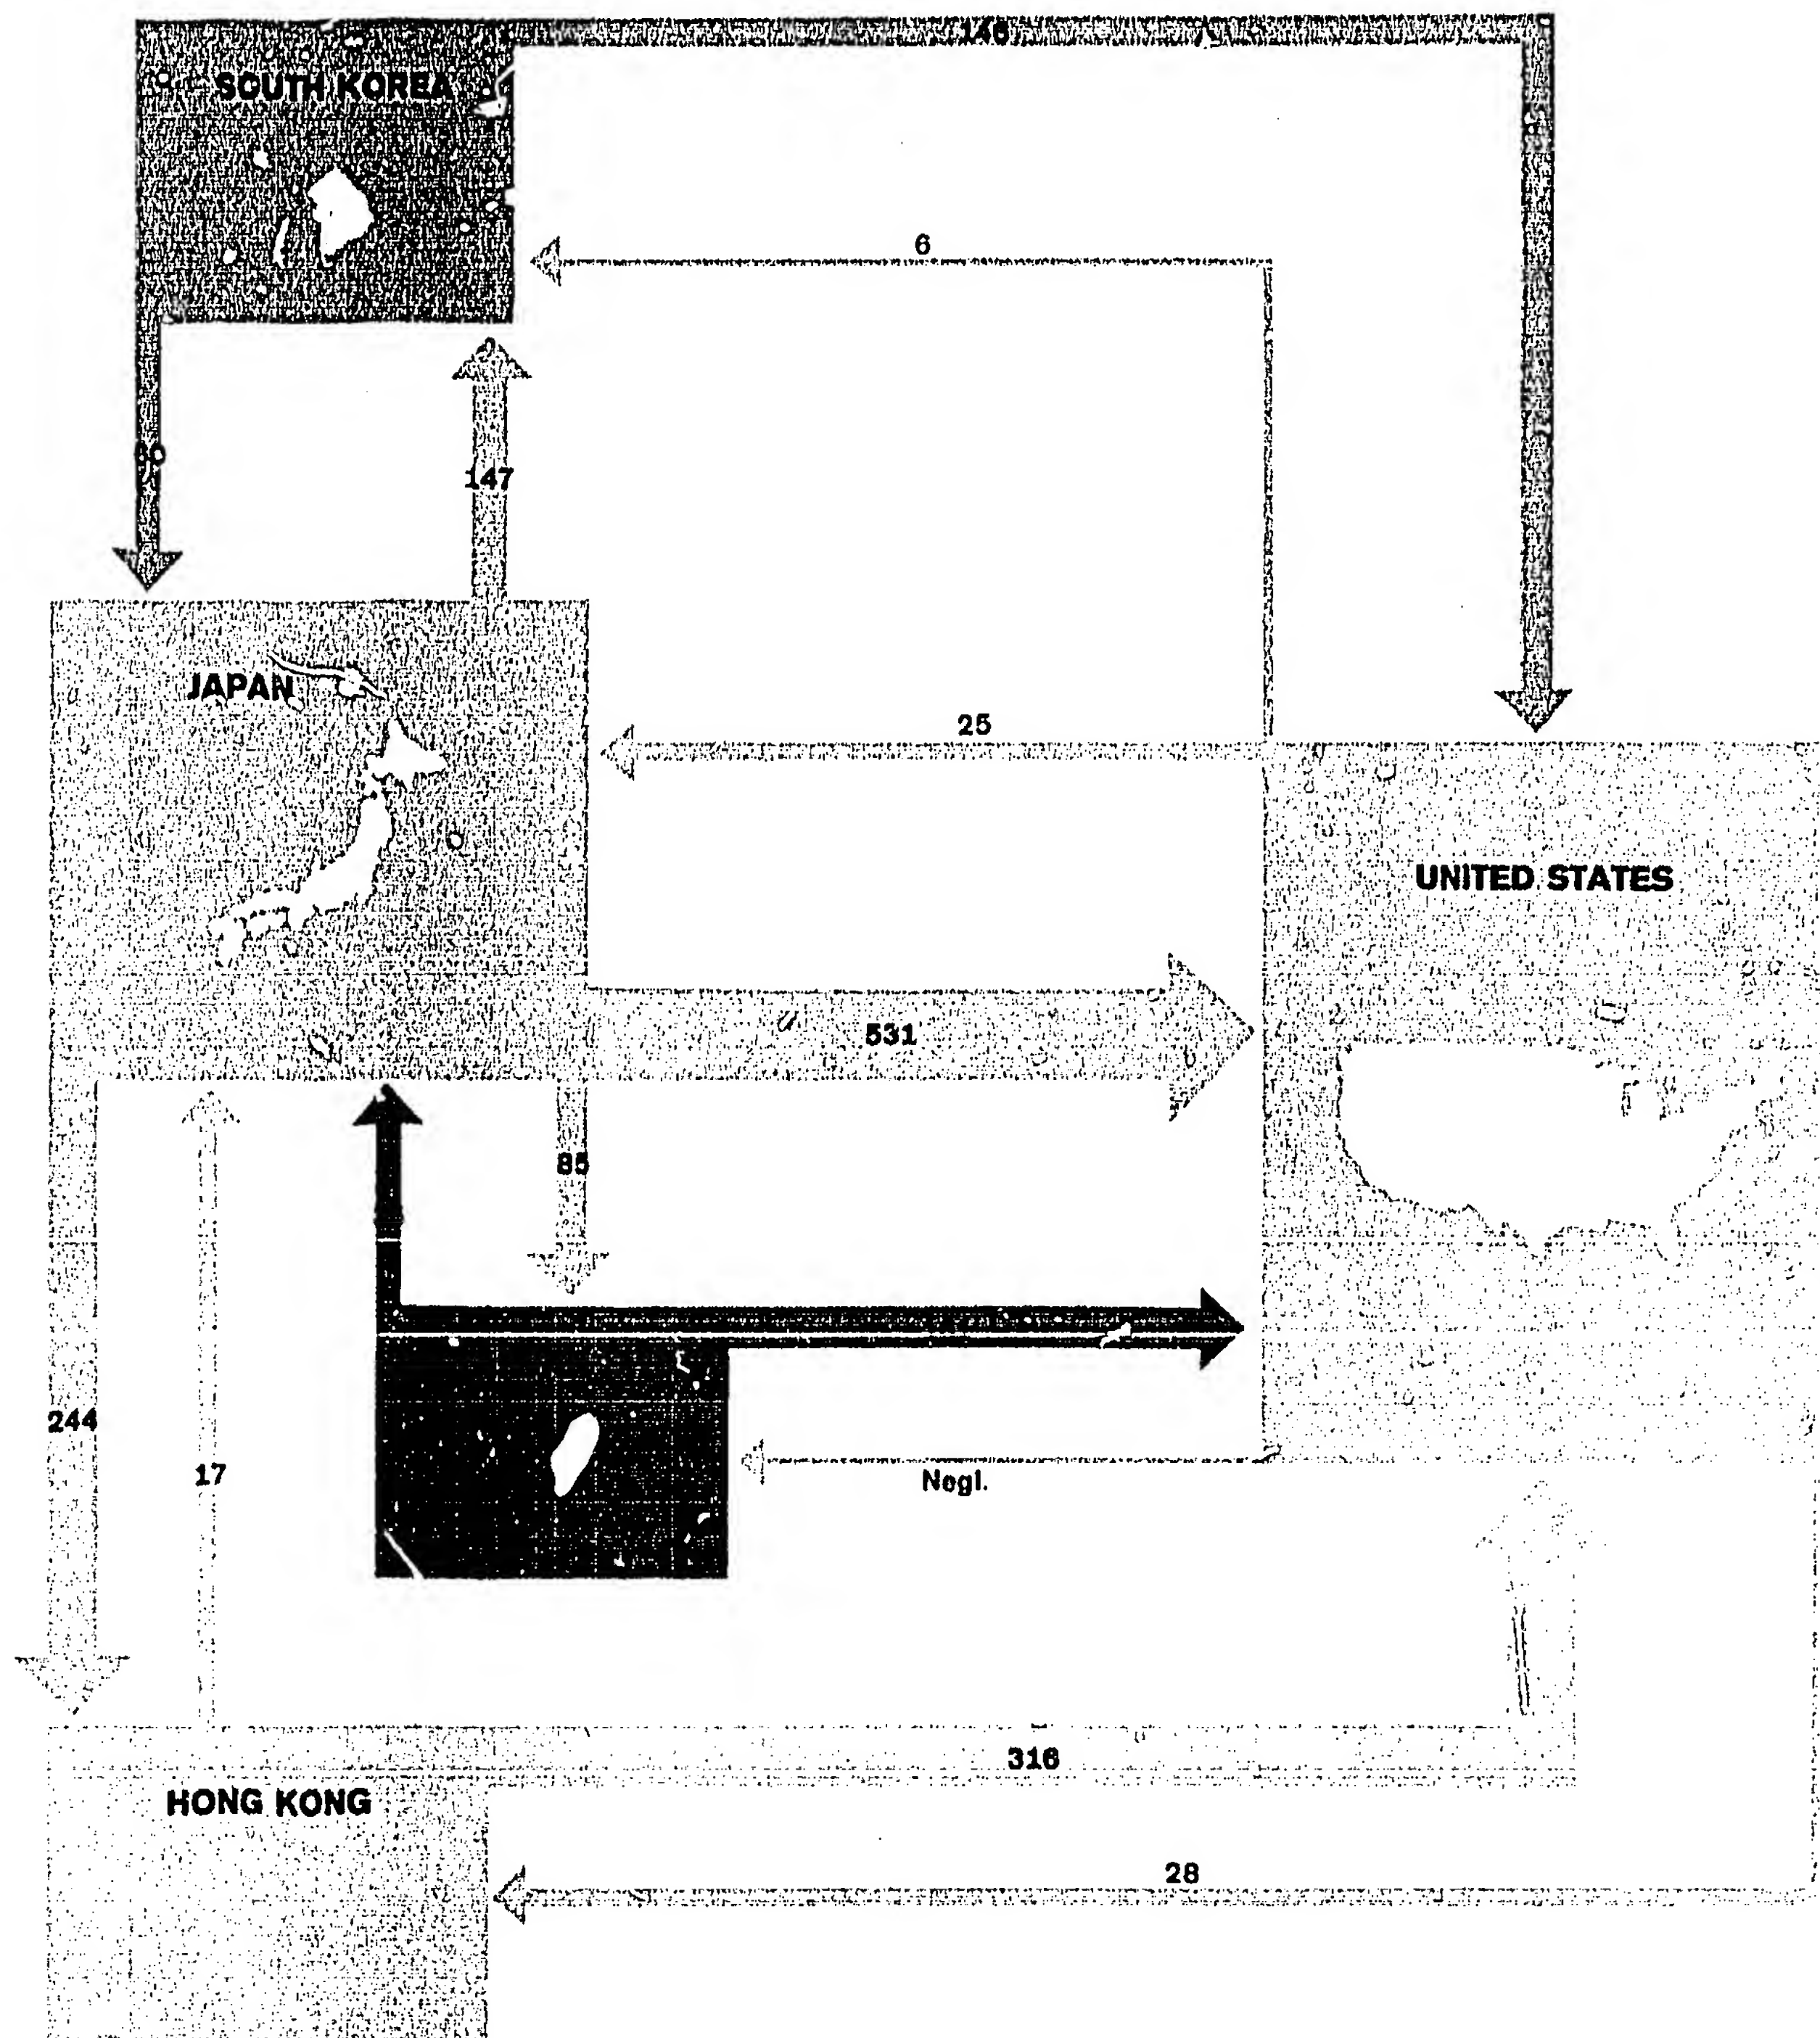 SOUTH KOREA
6
147
JAPAN
25
UNITED STATES
531
85
244
17
Negl.
316
HONG KONG
28